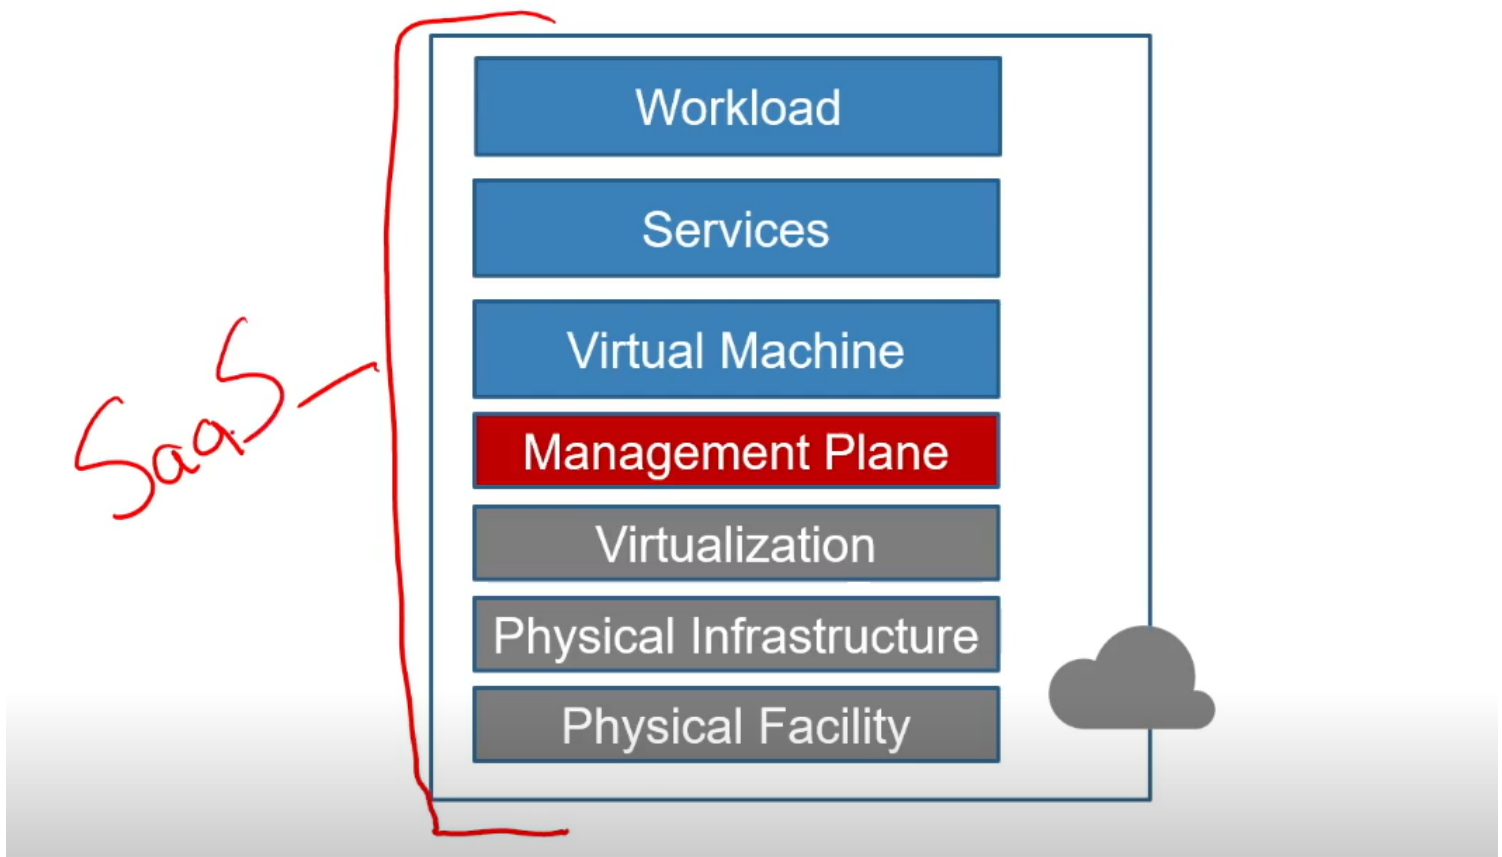 Workload
Services
Virtual Machine
SaaS
Management Plane
Virtualization
Physical Infrastructure
Physical Facility